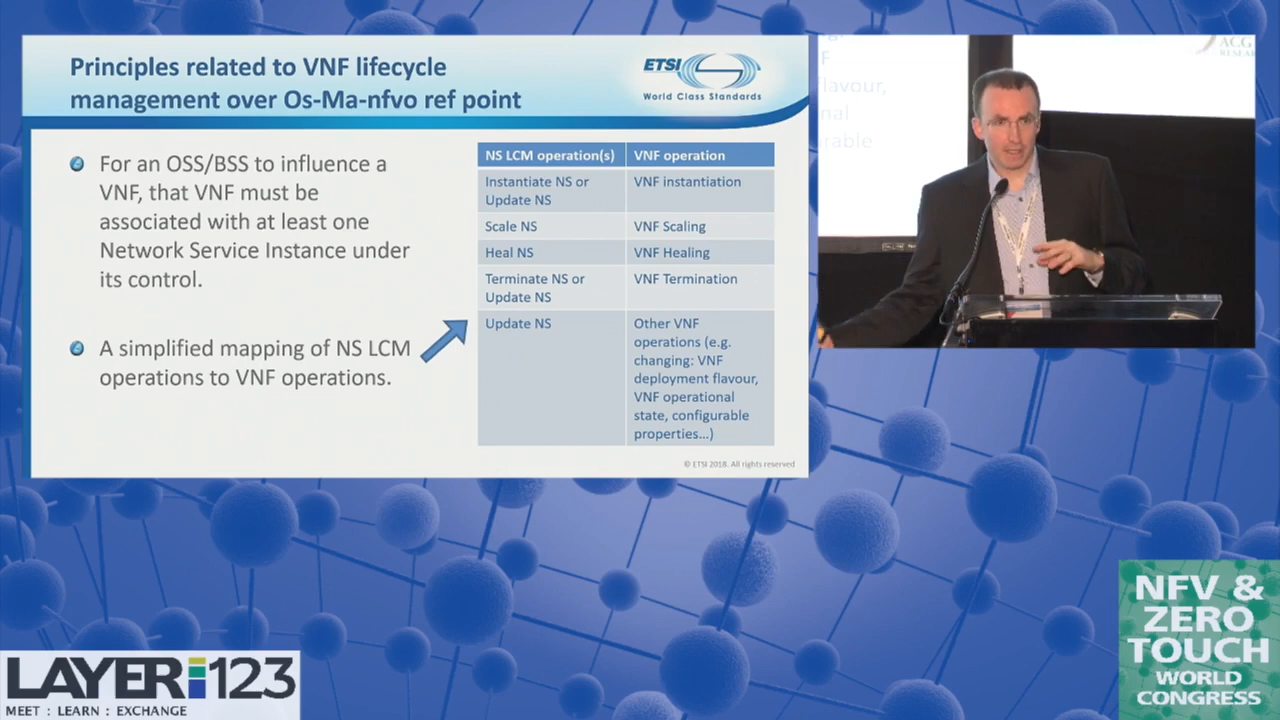 Principles related to VNF lifecycle
management over Os-Ma-nfvo ref point
ETSI
World Class Standards
For an OSS/BSS to influence a
VNF, that VNF must be
associated with at least one
Network Service Instance under
its control.
A simplified mapping of NS LCM
operations to VNF operations.
NS LCM operation(s) VNF operation
Instantiate NS or VNF instantiation
Update NS
Scale NS VNF Scaling
Heal NS VNF Healing
Terminate NS or VNF Termination
Update NS
Update NS Other VNF
operations (e.g.
changing: VNF
deployment flavour,
VNF operational
state, configurable
properties...)
© ETSI 2018. All rights reserved
F
lavour,
nal
rable
ACG
LAYER123
MEET : LEARN : EXCHANGE
NFV &
ZERO
TOUCH
WORLD
CONGRESS